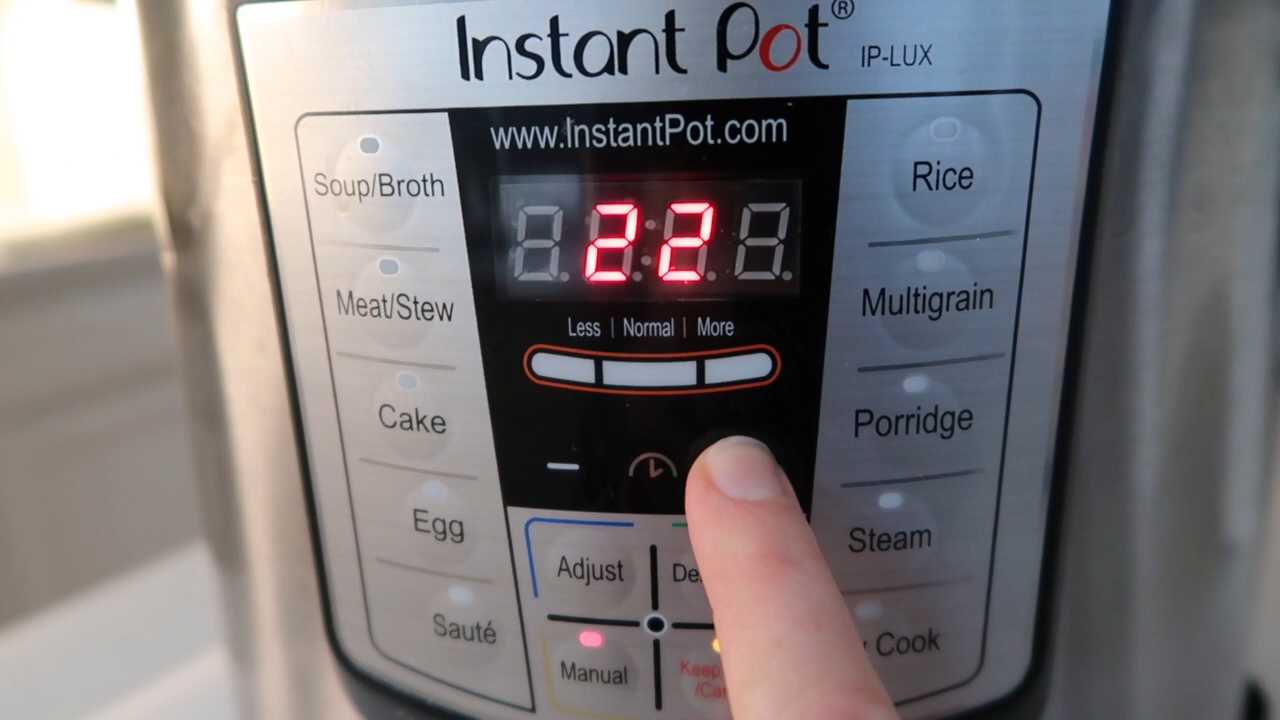 Instant Pot® IP-LUX
www.InstantPot.com
22
Less | Normal | More
Soup/Broth
Meat/Stew
Cake
Egg
Sauté
Rice
Multigrain
Porridge
Steam
Cook
Adjust
Manual
Keep